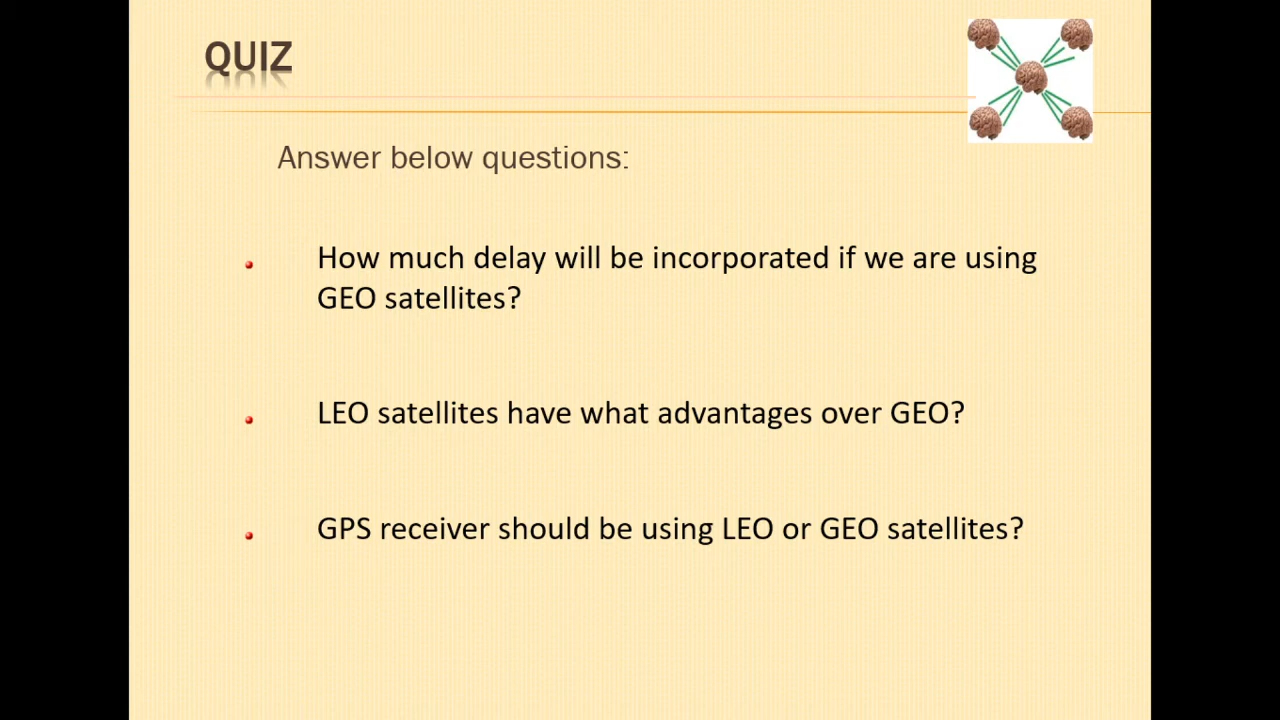 QUIZ
Answer below questions:
How much delay will be incorporated if we are using
GEO satellites?
LEO satellites have what advantages over GEO?
GPS receiver should be using LEO or GEO satellites?